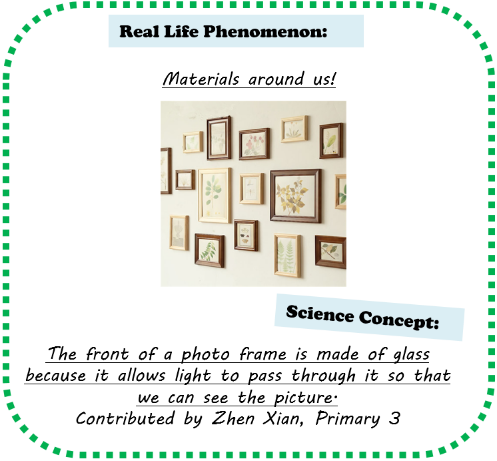 Real Life Phenomenon:
Materials around us!
Science Concept:
The front of a photo frame is made of glass
because it allows light to pass through it so that
we can see the picture.
Contributed by Zhen Xian, Primary 3